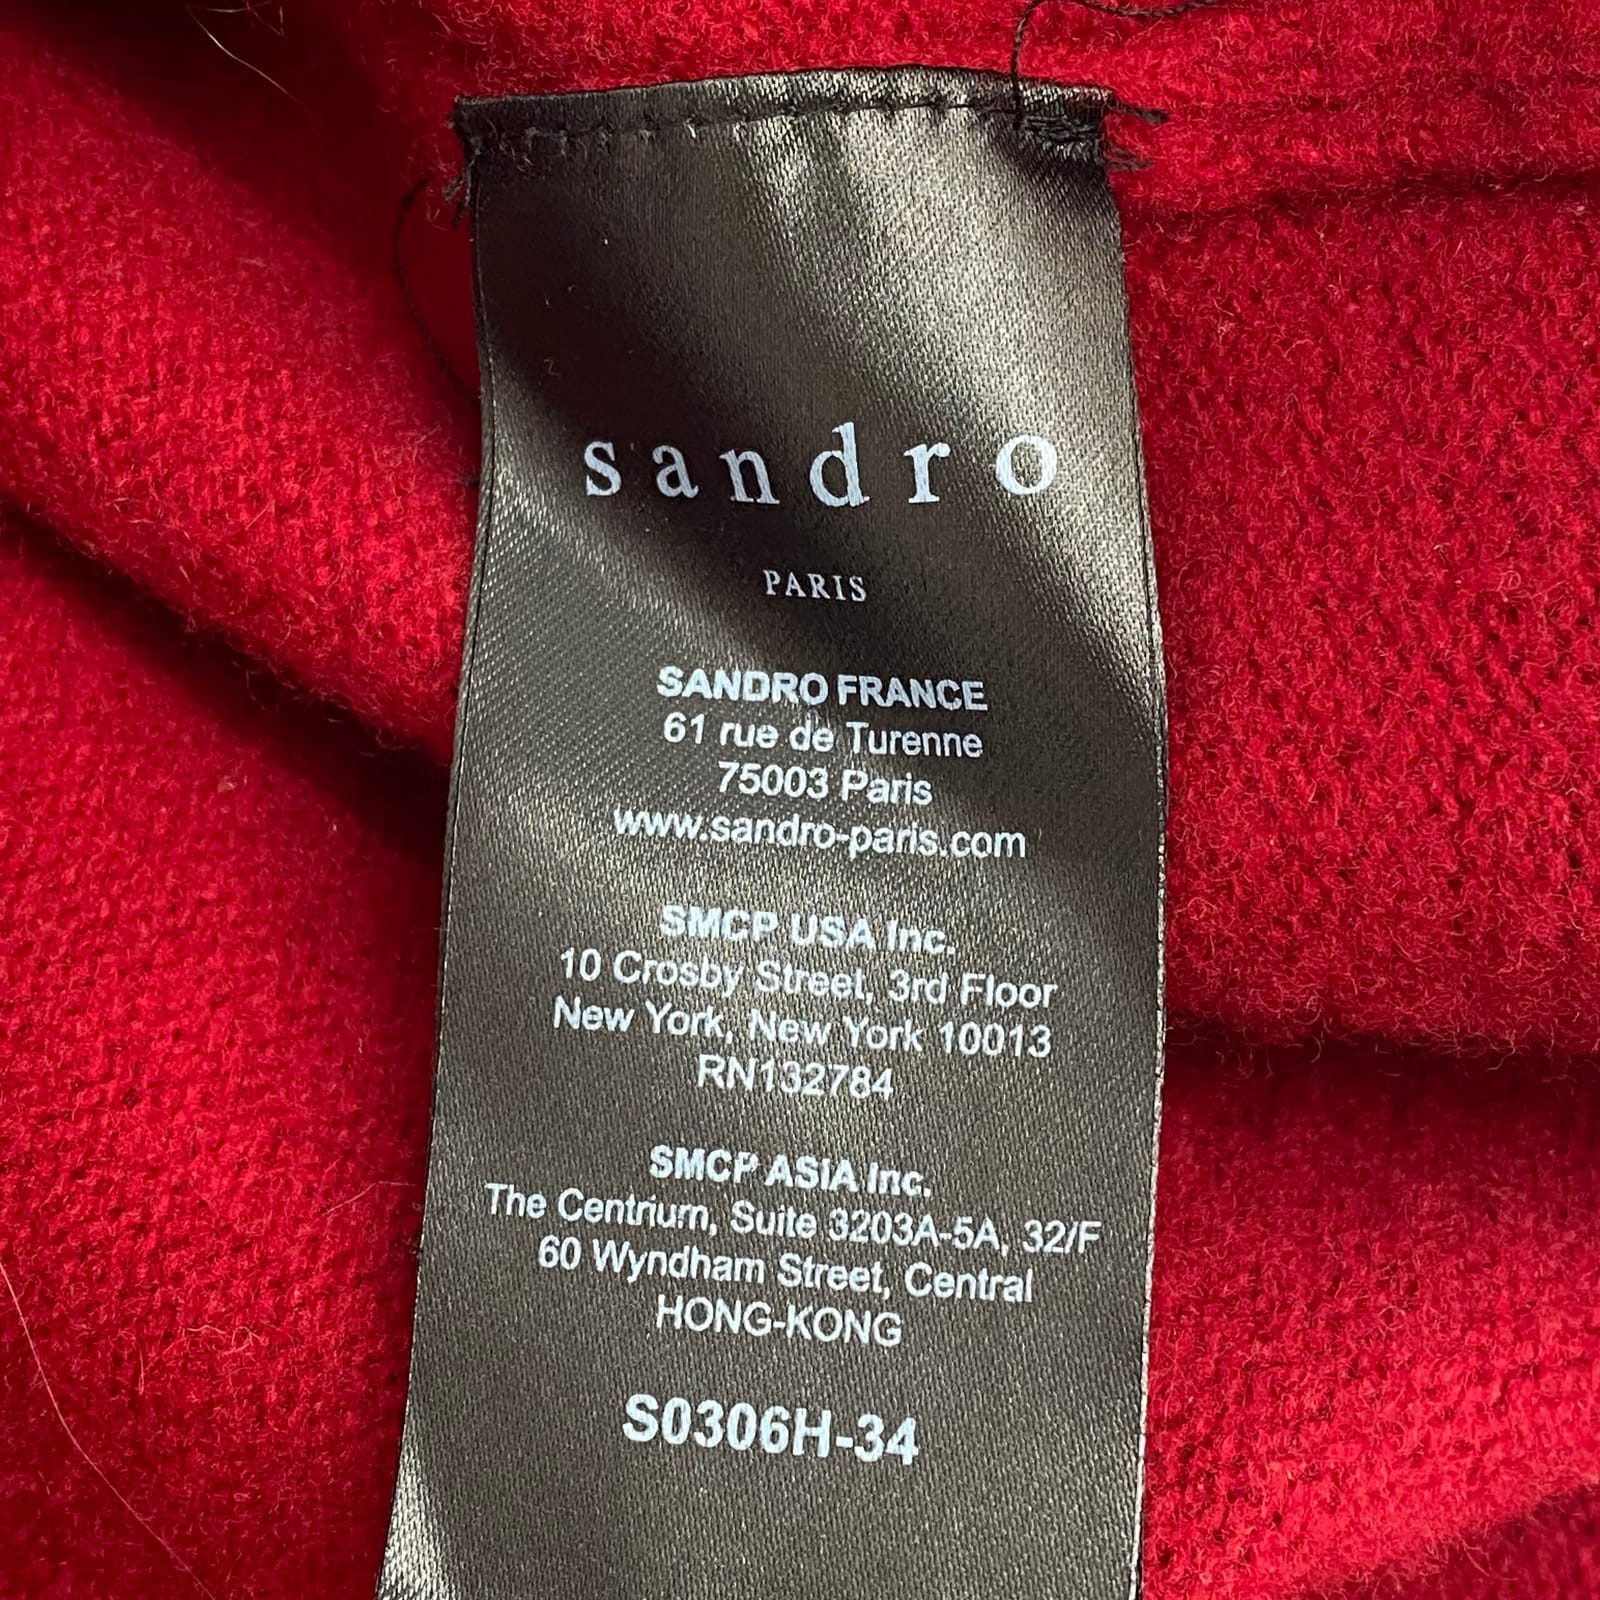 sandro
PARIS
SANDRO FRANCE
61 rue de Turenne
75003 Paris
www.sandro-paris.com
SMCP USA Inc.
10 Crosby Street, 3rd Floor
New York, New York 10013
RN132784
SMCP ASIA Inc.
The Centrium, Suite 3203A-5A, 32/F
60 Wyndham Street, Central
HONG-KONG
S0306H-34